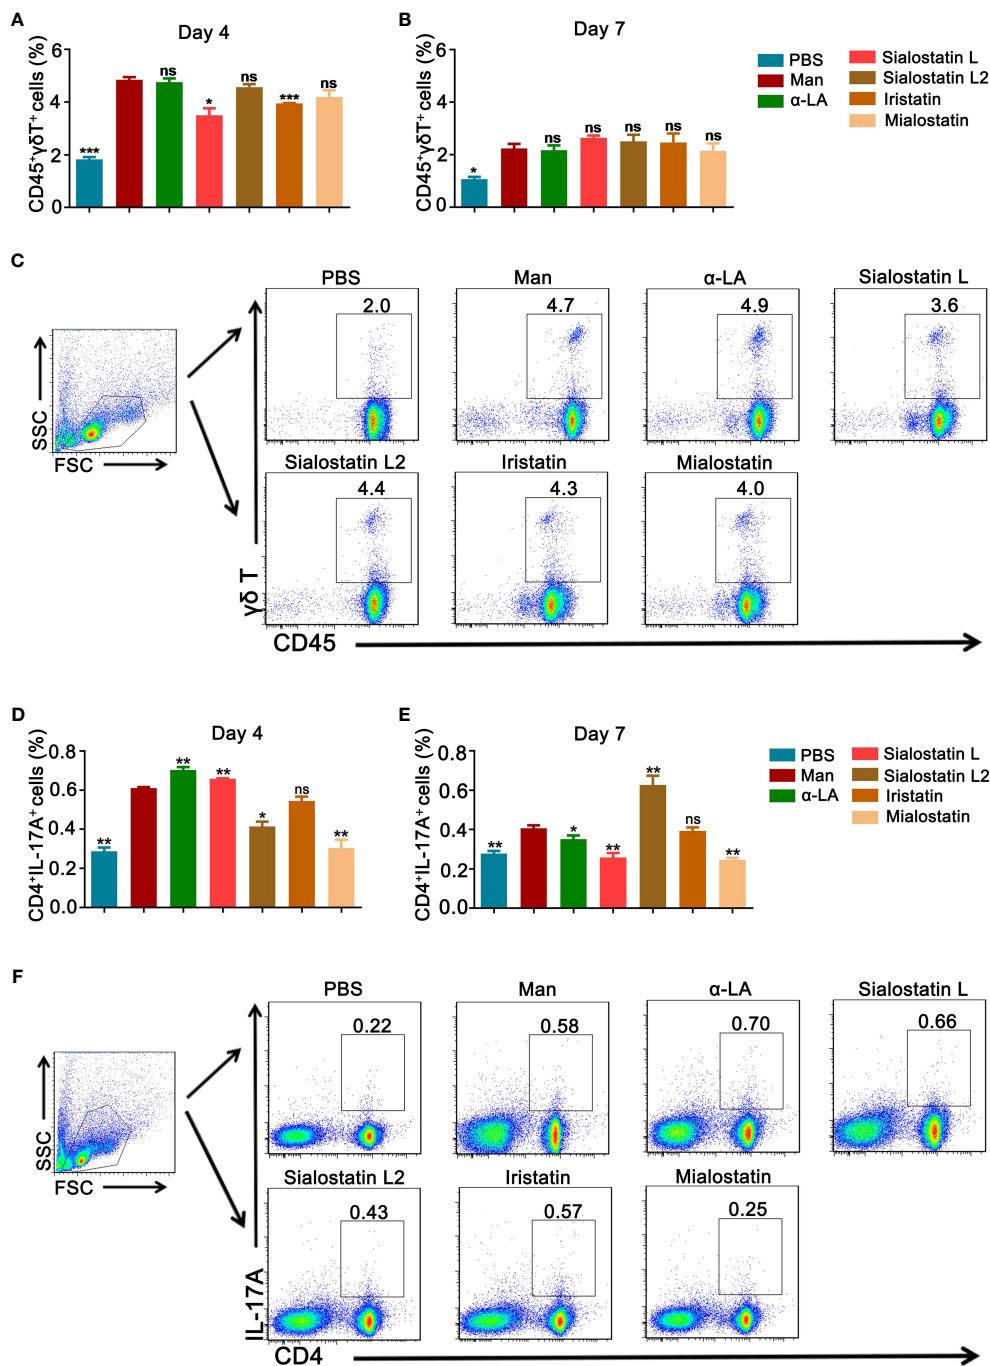 A
Day 4
CD45⁺γδT⁺ cells (%)
6
4
2
0
***
ns
*
ns
***
ns
B
Day 7
CD45⁺γδT⁺ cells (%)
6
4
2
0
*
ns
ns
ns
ns
ns
PBS
Man
α-LA
Sialostatin L
Sialostatin L2
Iristatin
Mialostatin
C
SSC
FSC
PBS
2.0
Man
4.7
α-LA
4.9
Sialostatin L
3.6
Sialostatin L2
4.4
Iristatin
4.3
Mialostatin
4.0
γδ T
CD45
D
Day 4
CD4⁺IL-17A⁺ cells (%)
0.8
0.6
0.4
0.2
0.0
**
**
**
*
ns
**
E
Day 7
CD4⁺IL-17A⁺ cells (%)
0.8
0.6
0.4
0.2
0.0
**
*
**
**
ns
**
PBS
Man
α-LA
Sialostatin L
Sialostatin L2
Iristatin
Mialostatin
F
SSC
FSC
PBS
0.22
Man
0.58
α-LA
0.70
Sialostatin L
0.66
Sialostatin L2
0.43
Iristatin
0.57
Mialostatin
0.25
IL-17A
CD4